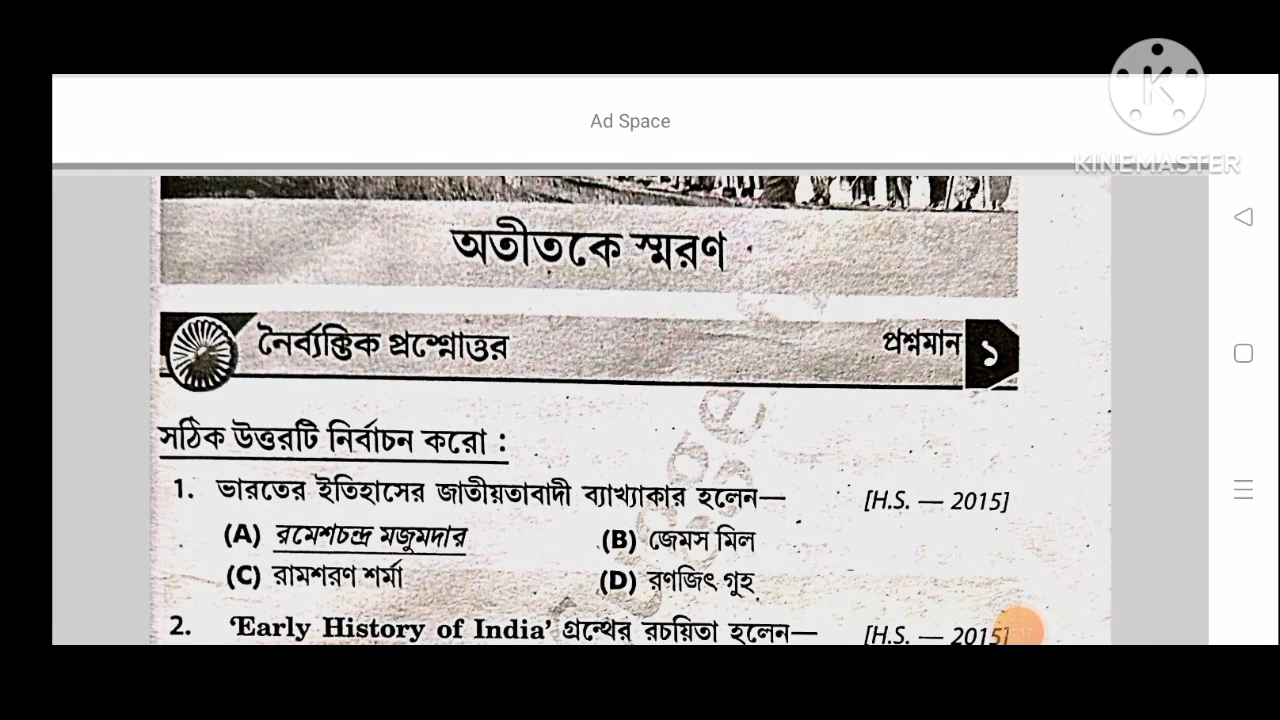 Ad Space
KINEMASTER
অতীতকে স্মরণ
নৈর্ব্যক্তিক প্রশ্নোত্তর প্রশ্নমান ১
সঠিক উত্তরটি নির্বাচন করো :
1. ভারতের ইতিহাসের জাতীয়তাবাদী ব্যাখ্যাকার হলেন— [H.S. — 2015]
(A) রমেশচন্দ্র মজুমদার (B) জেমস মিল
(C) রামশরণ শর্মা (D) রণজিৎ গুহ
2. ‘Early History of India’ গ্রন্থের রচয়িতা হলেন— [H.S. — 2015]